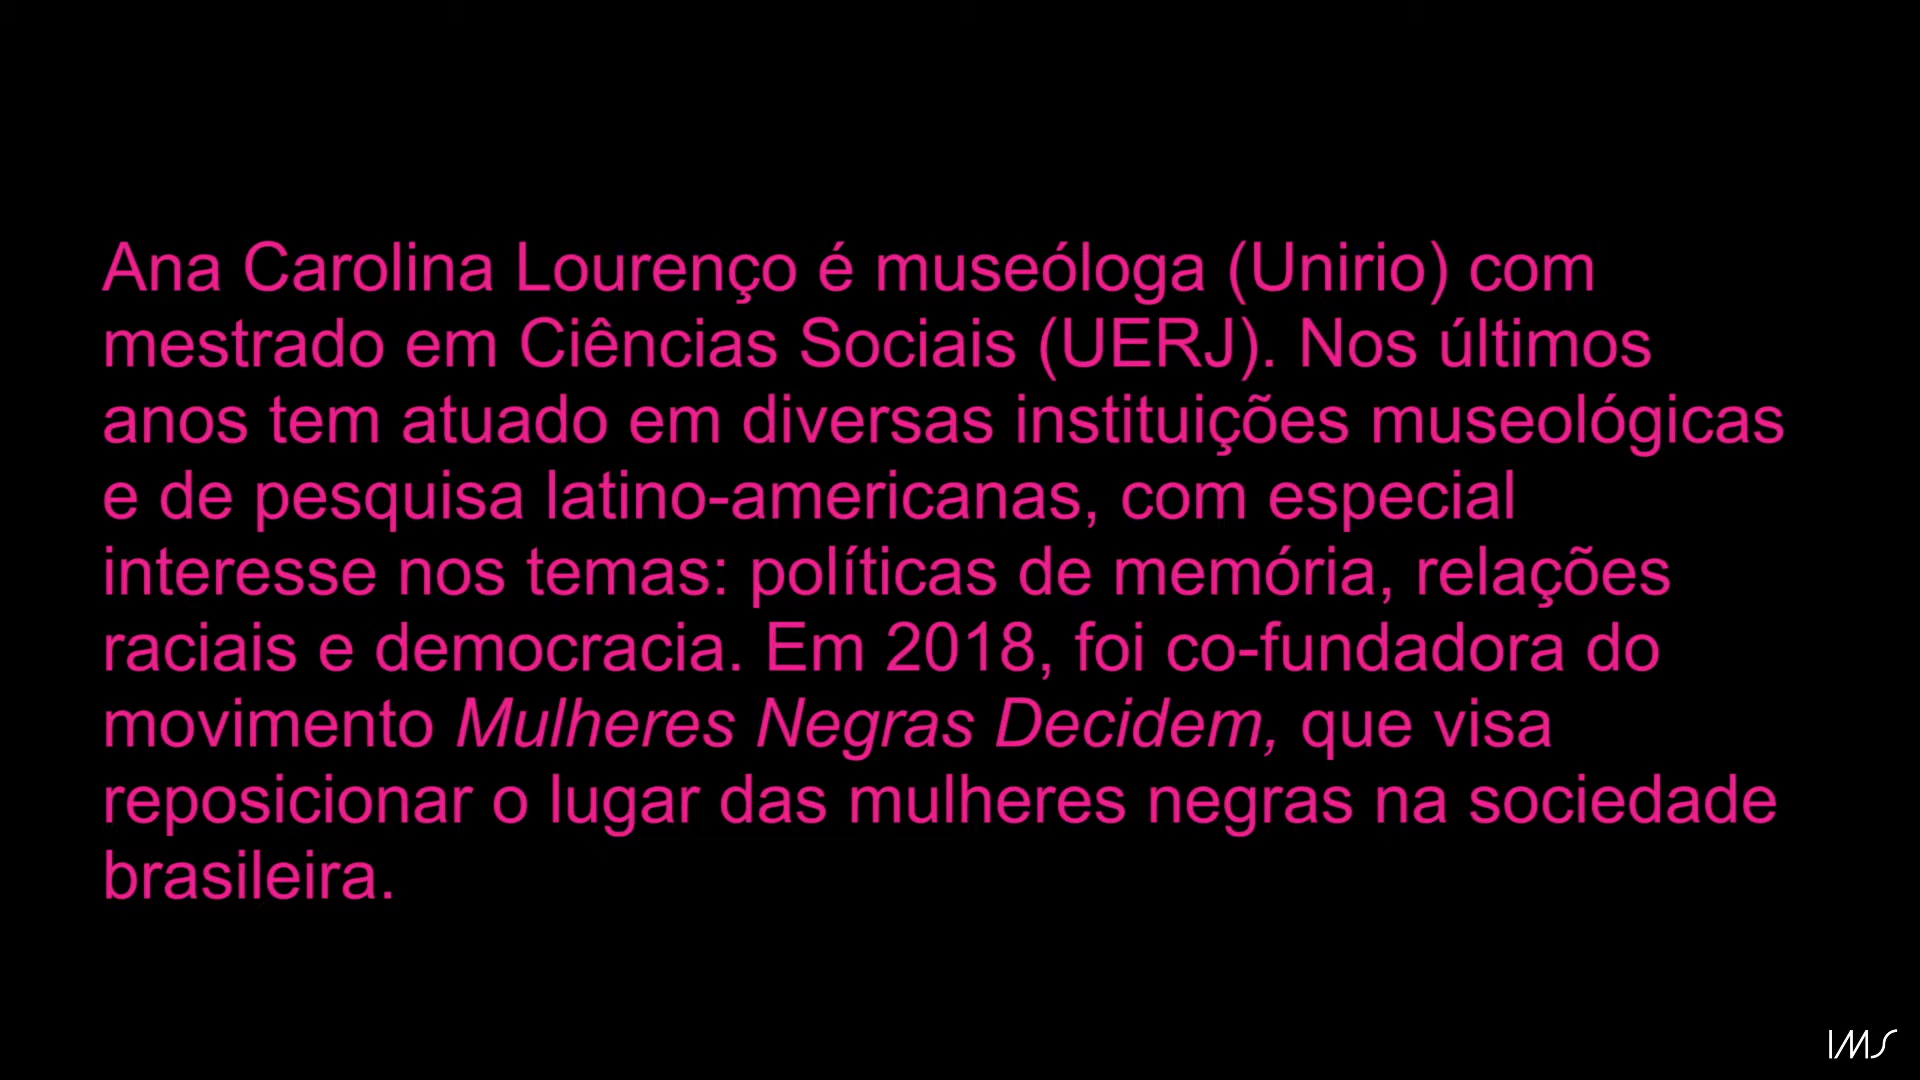 Ana Carolina Lourenço é museóloga (Unirio) com
mestrado em Ciências Sociais (UERJ). Nos últimos
anos tem atuado em diversas instituições museológicas
e de pesquisa latino-americanas, com especial
interesse nos temas: políticas de memória, relações
raciais e democracia. Em 2018, foi co-fundadora do
movimento Mulheres Negras Decidem, que visa
reposicionar o lugar das mulheres negras na sociedade
brasileira.
IMS